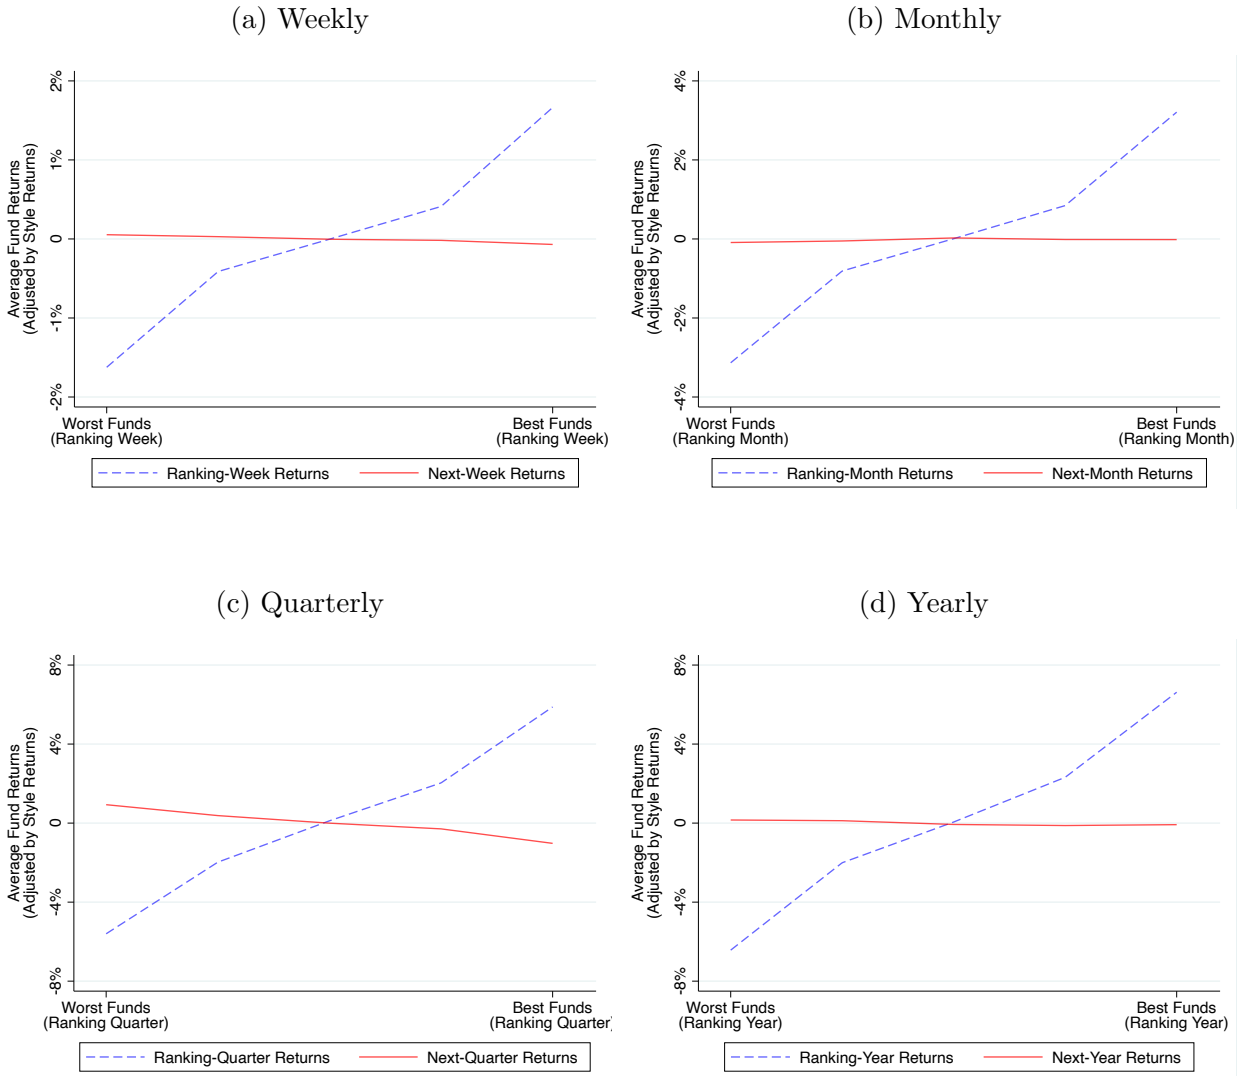 (a) Weekly
Average Fund Returns
(Adjusted by Style Returns)
2%
1%
0
-1%
-2%
Worst Funds
(Ranking Week)
Best Funds
(Ranking Week)
Ranking-Week Returns
Next-Week Returns
(b) Monthly
Average Fund Returns
(Adjusted by Style Returns)
4%
2%
0
-2%
-4%
Worst Funds
(Ranking Month)
Best Funds
(Ranking Month)
Ranking-Month Returns
Next-Month Returns
(c) Quarterly
Average Fund Returns
(Adjusted by Style Returns)
8%
4%
0
-4%
-8%
Worst Funds
(Ranking Quarter)
Best Funds
(Ranking Quarter)
Ranking-Quarter Returns
Next-Quarter Returns
(d) Yearly
Average Fund Returns
(Adjusted by Style Returns)
8%
4%
0
-4%
-8%
Worst Funds
(Ranking Year)
Best Funds
(Ranking Year)
Ranking-Year Returns
Next-Year Returns